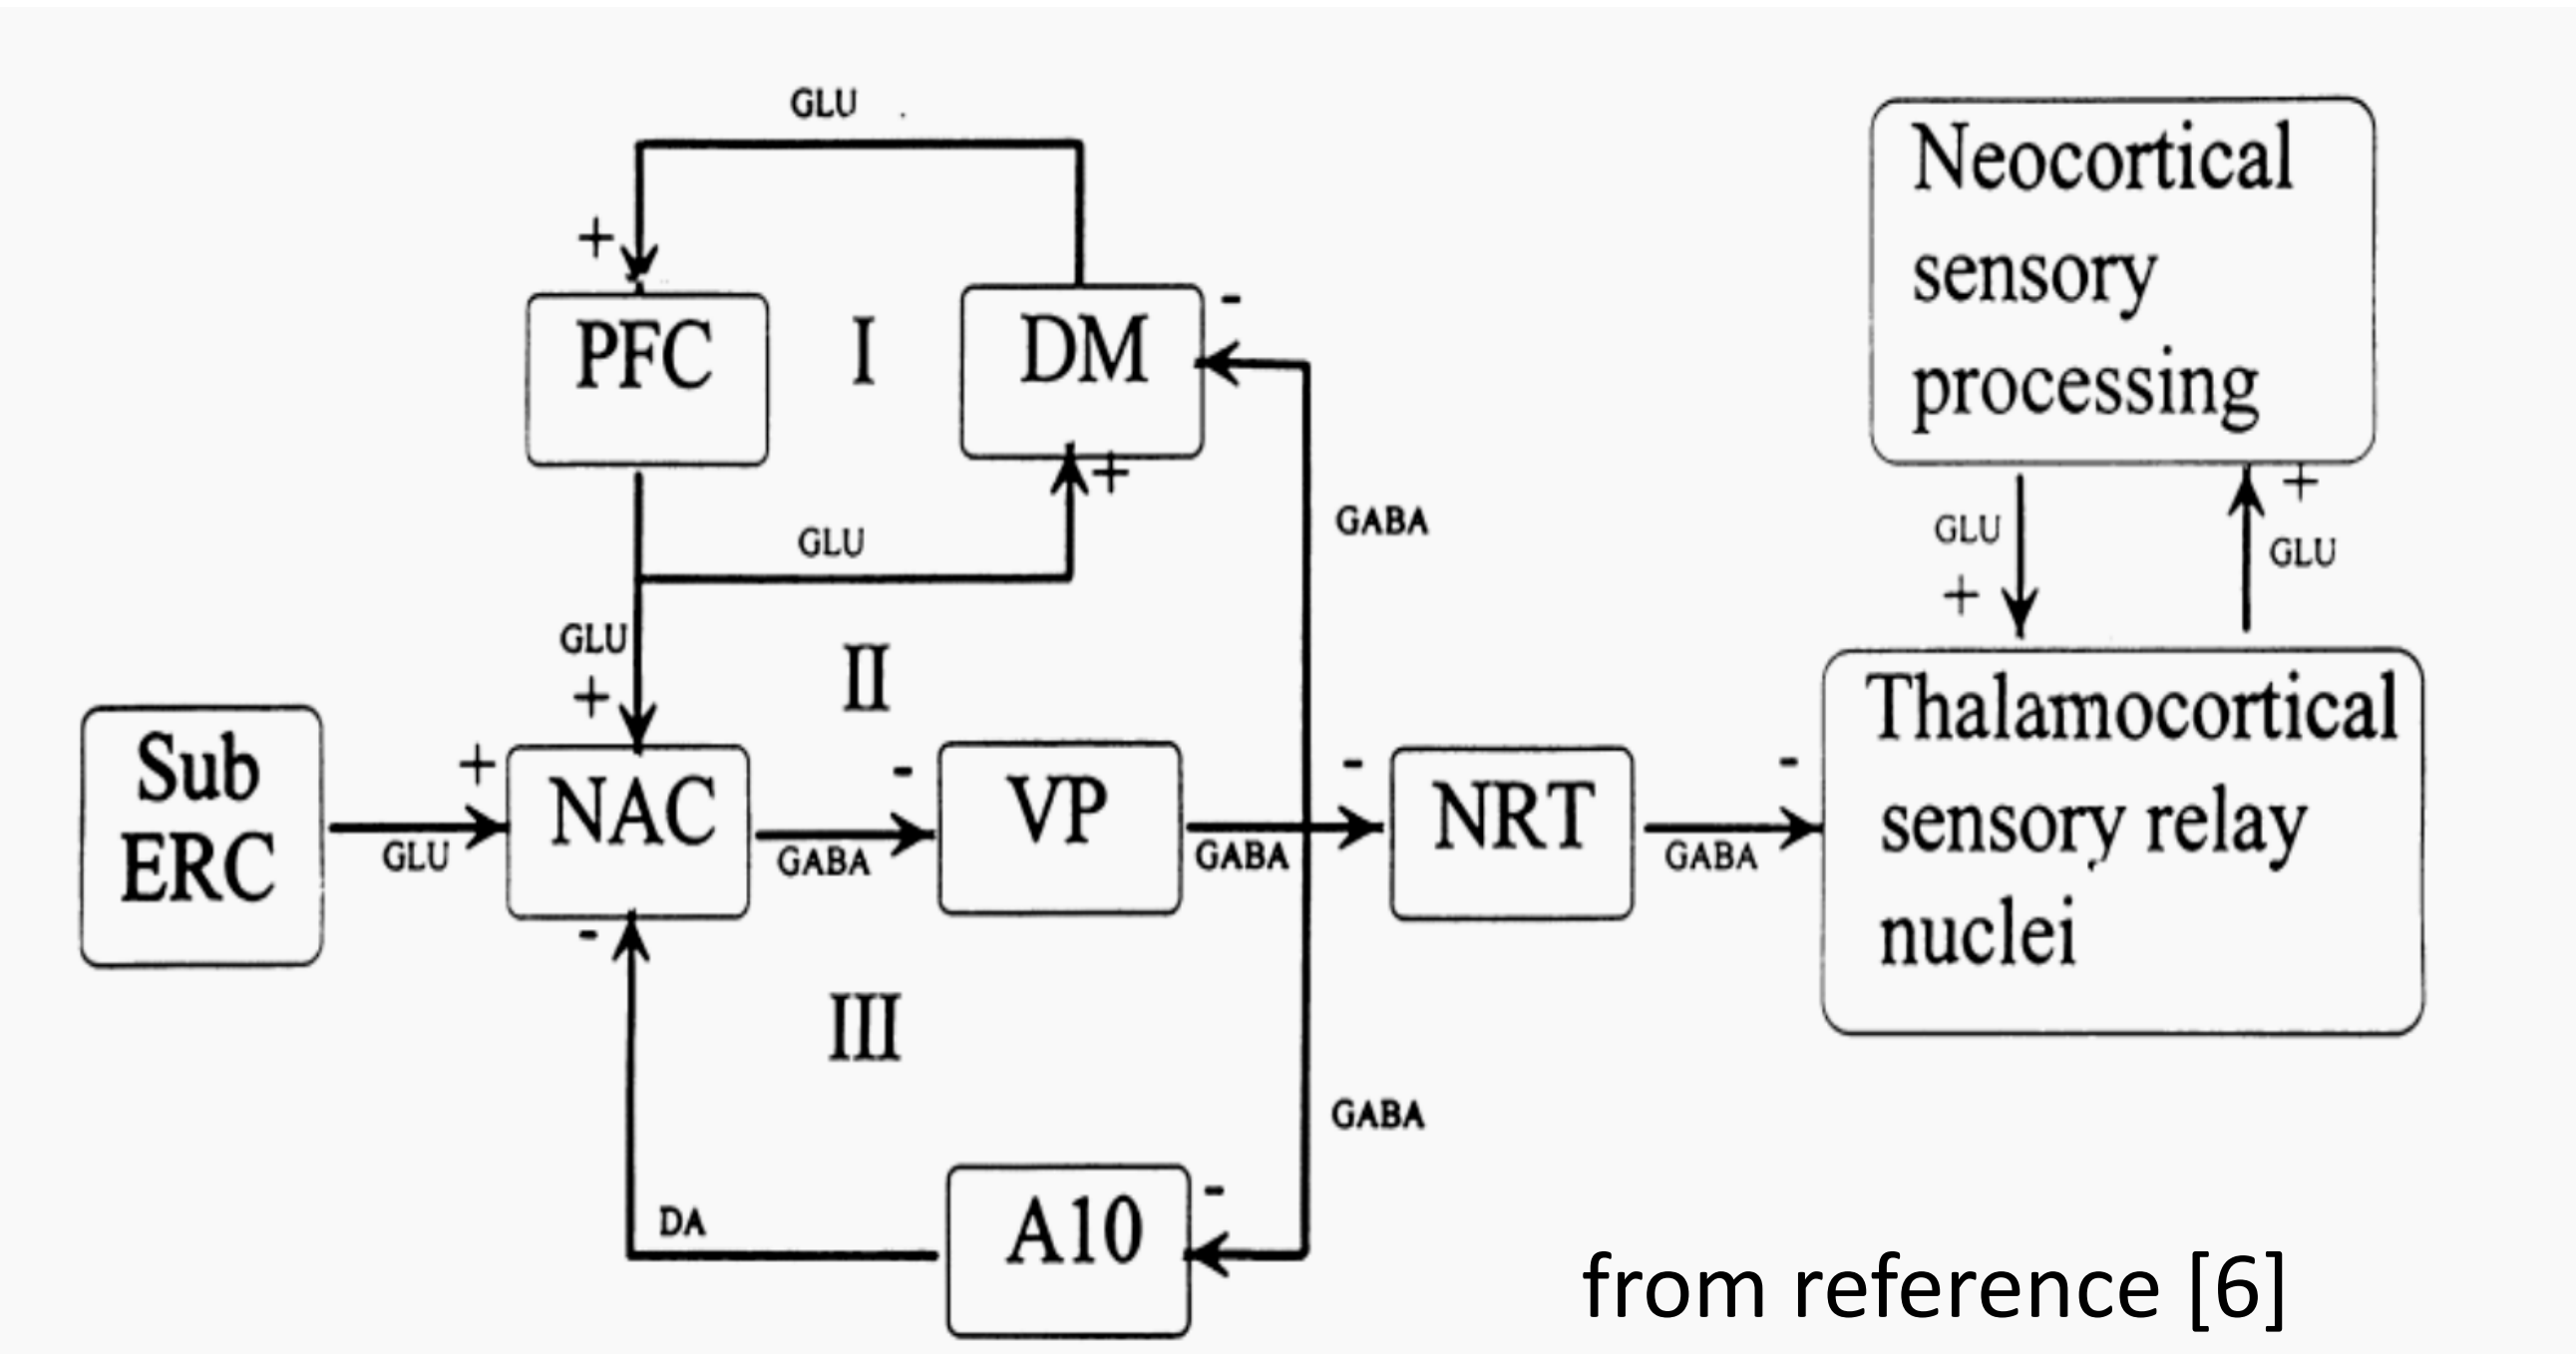 GLU
+
PFC
I
DM
-
+
GLU
GABA
GLU
+
II
Sub
ERC
+
GLU
NAC
-
GABA
VP
GABA
-
NRT
-
GABA
Neocortical
sensory
processing
GLU
+
+
GLU
Thalamocortical
sensory relay
nuclei
-
III
GABA
DA
A10
-
from reference [6]